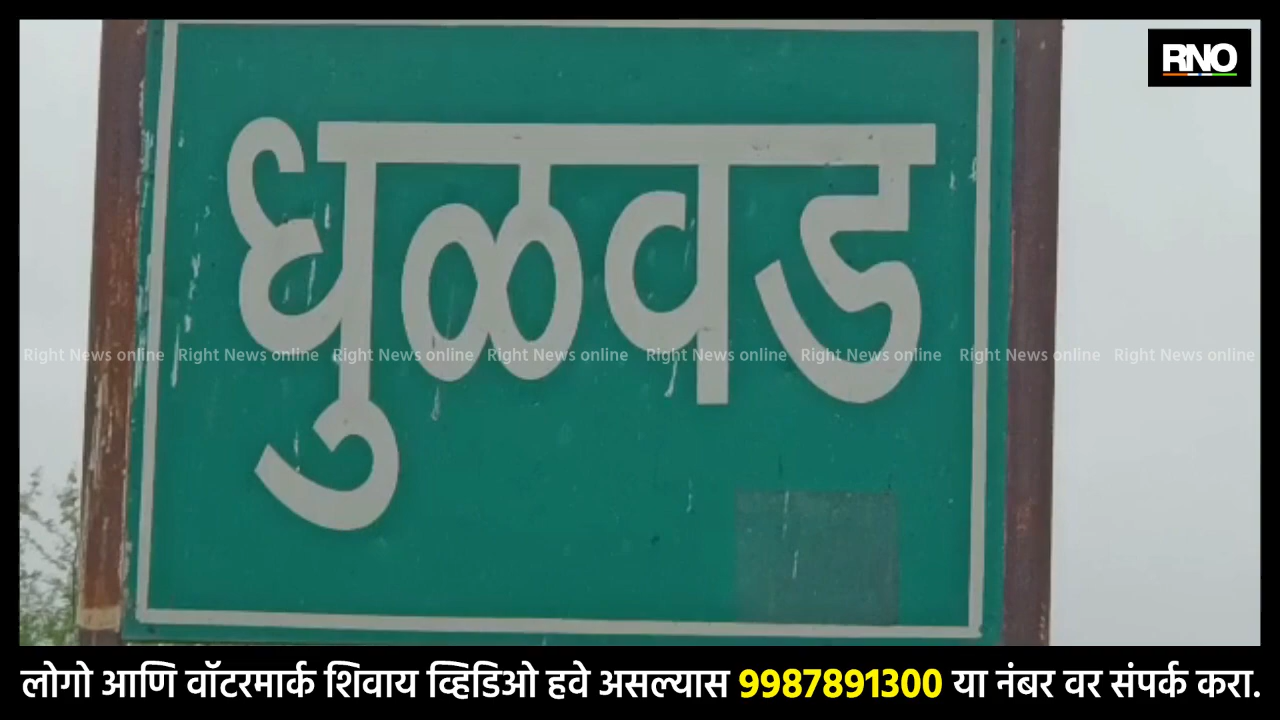 RNO
धुळवड
Right News online Right News online Right News online Right News online Right News online Right News online Right News online Right News online
लोगो आणि वॉटरमार्क शिवाय व्हिडिओ हवे असल्यास 9987891300 या नंबर वर संपर्क करा.